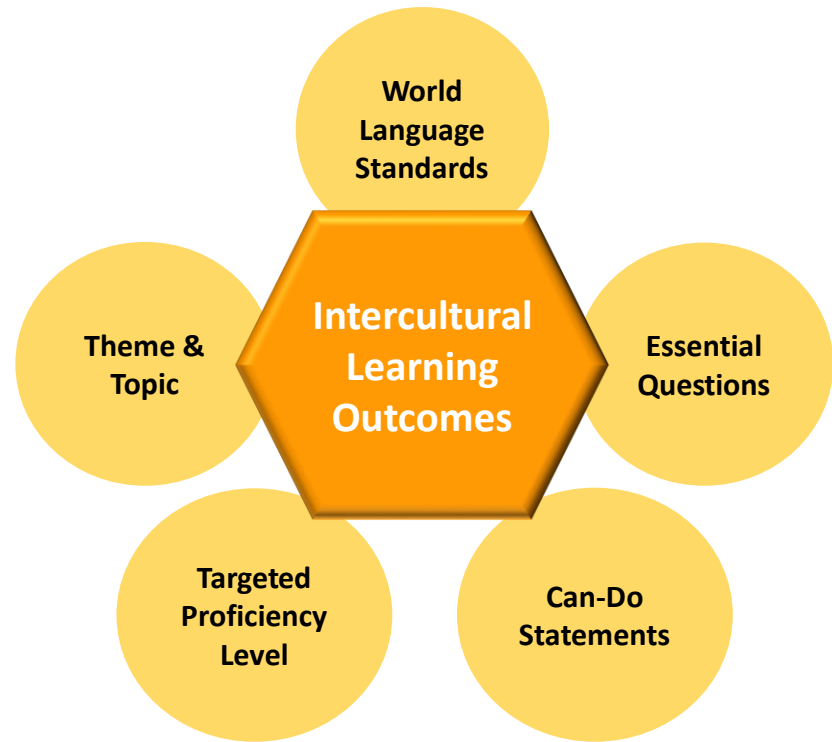 World
Language
Standards
Intercultural
Learning
Outcomes
Theme &
Topic
Essential
Questions
Targeted
Proficiency
Level
Can-Do
Statements